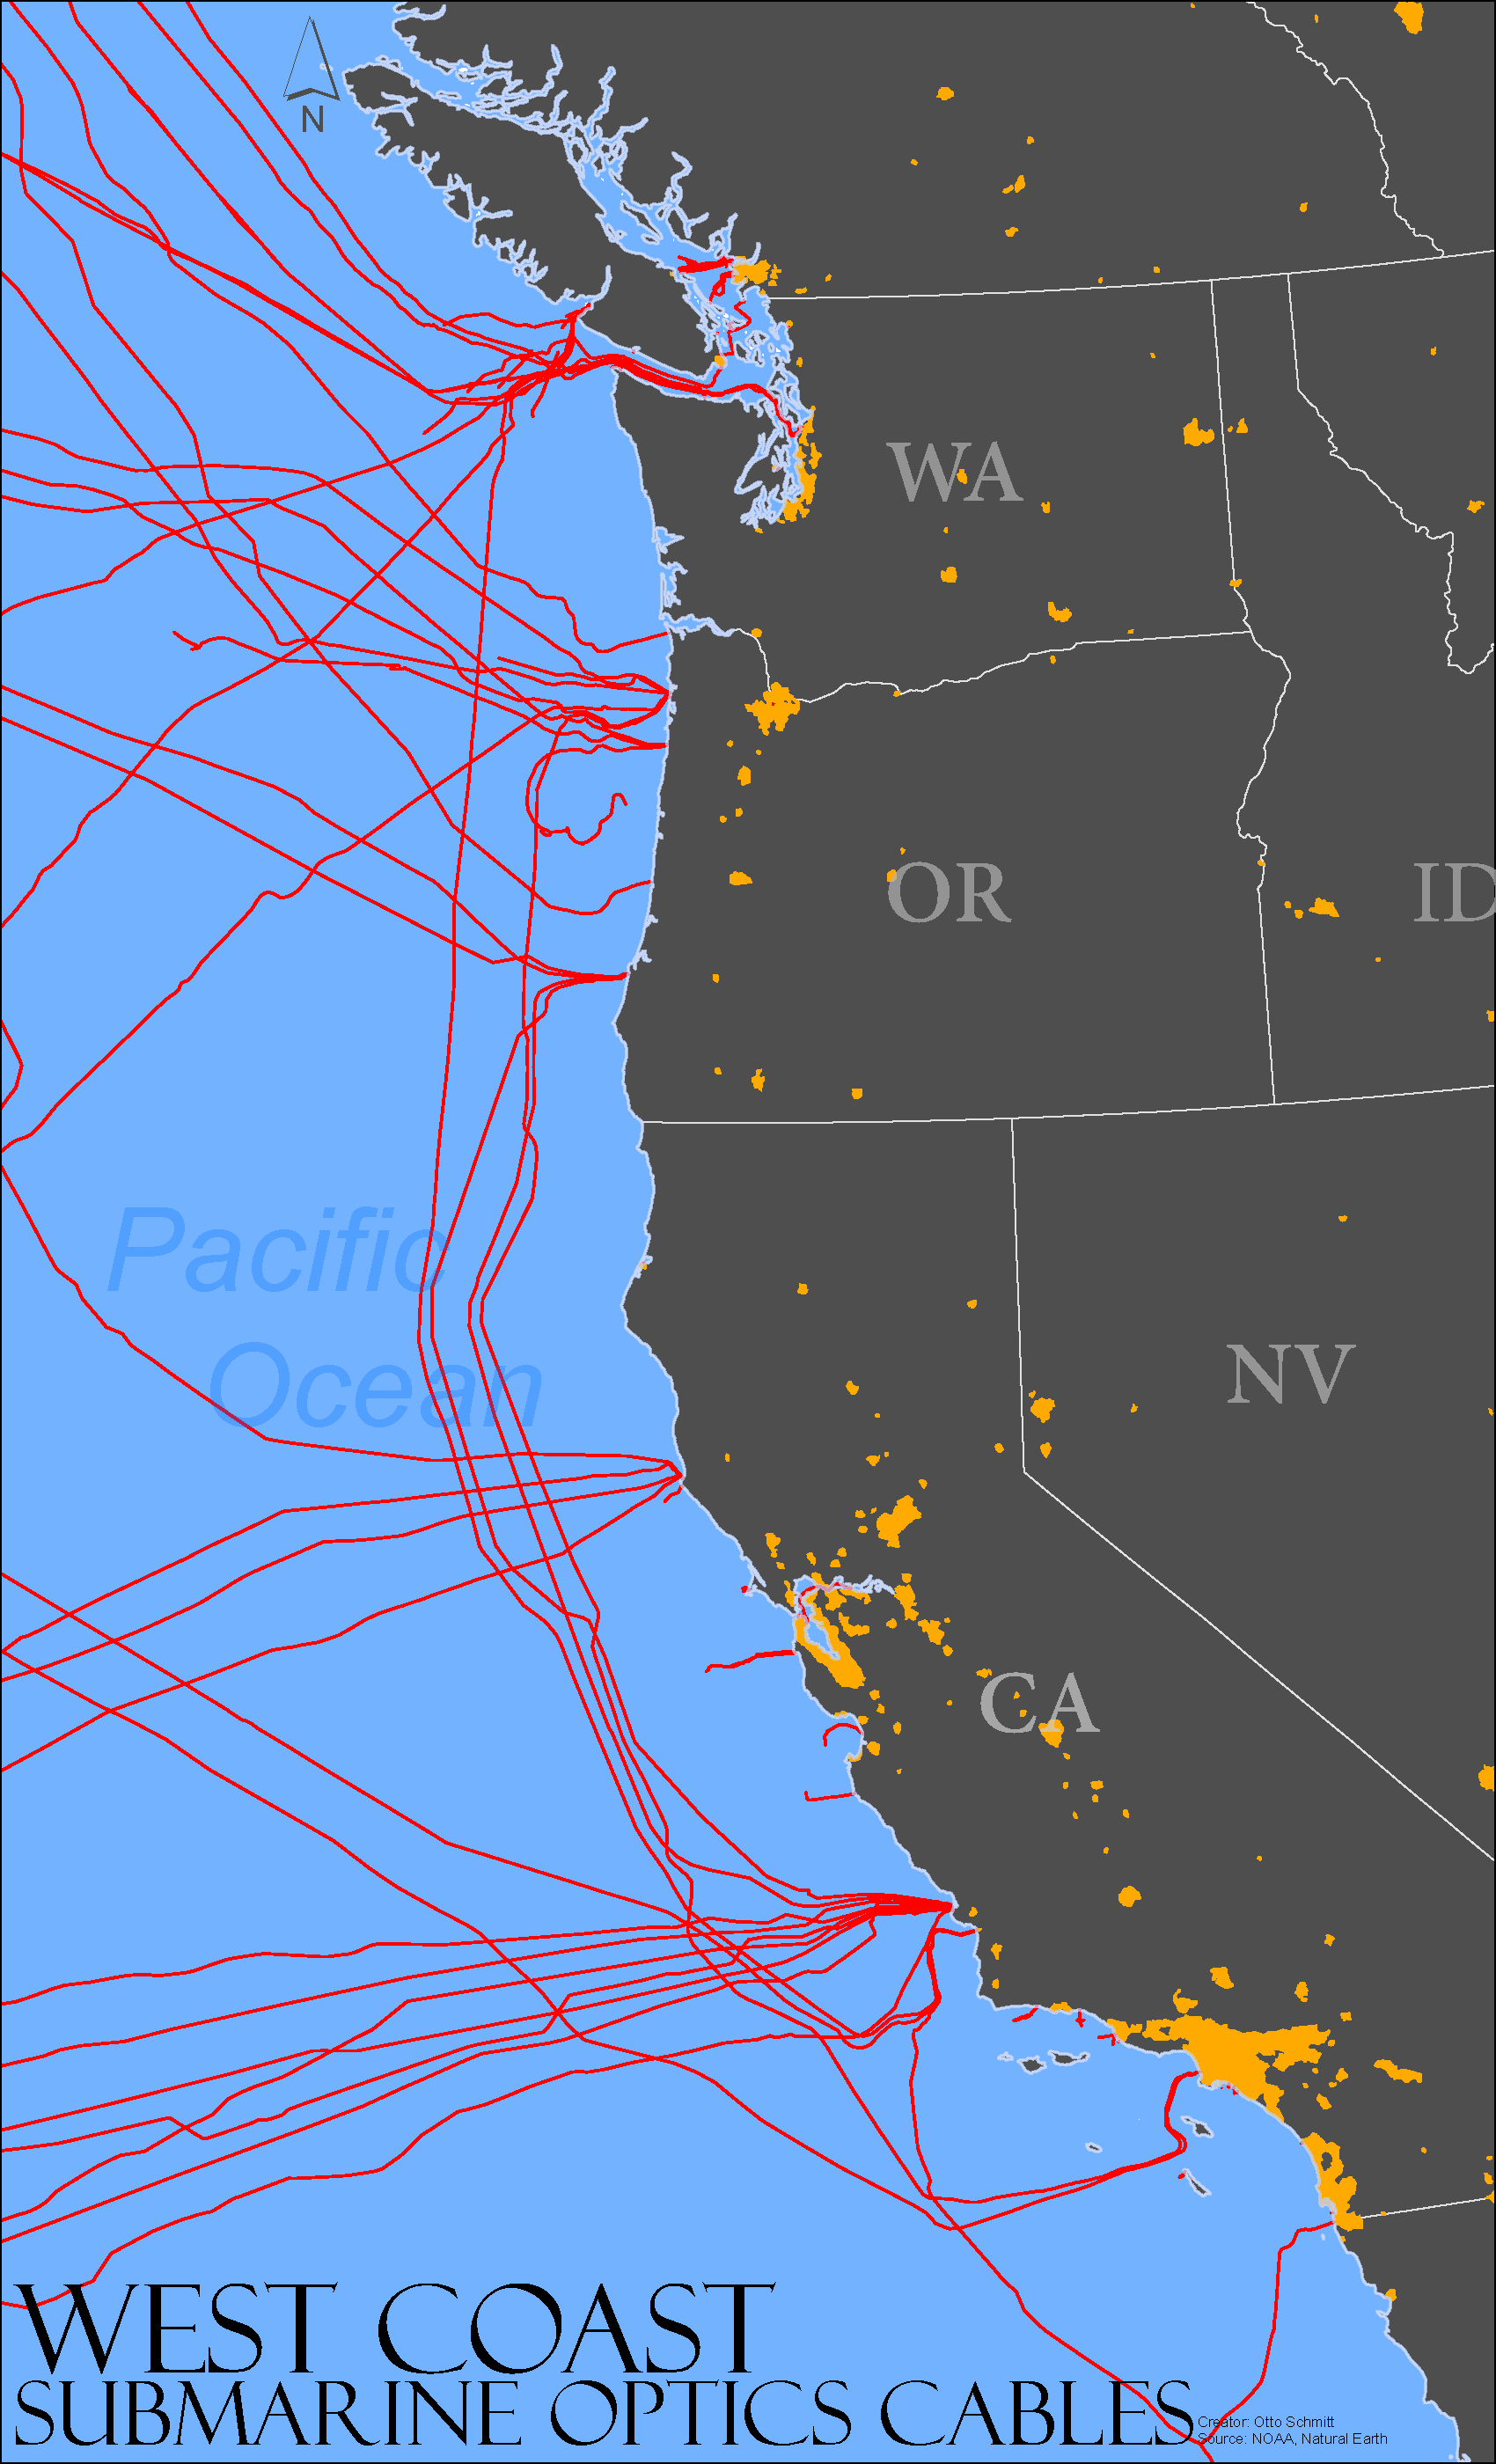 N
WA
OR
ID
Pacific
Ocean
NV
CA
WEST COAST
SUBMARINE OPTICS CABLES
Creator: Otto Schmitt
Source: NOAA, Natural Earth